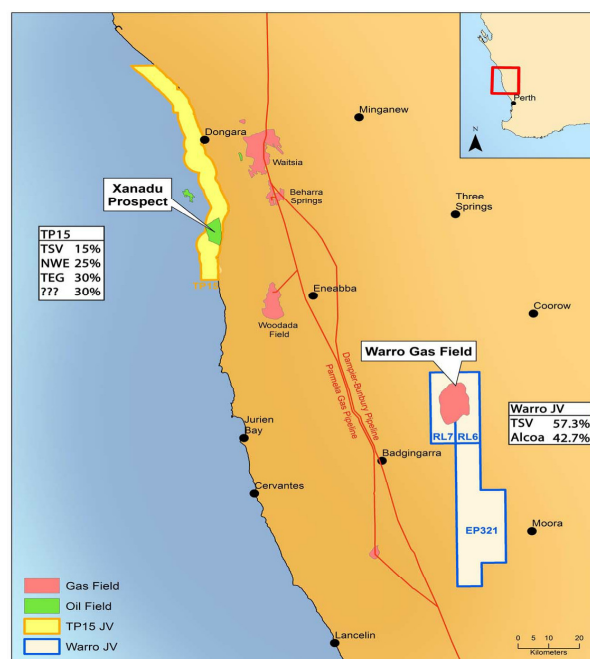 Perth
N
Minganew
Dongara
Waitsia
Xanadu
Prospect
Beharra
Springs
Three
Springs
TP15
TSV 15%
NWE 25%
TEG 30%
??? 30%
Eneabba
Coorow
Woodada
Field
Warro Gas Field
Dampier-Bunbury Pipeline
Parmela Gas Pipeline
Warro JV
TSV 57.3%
Alcoa 42.7%
Jurien
Bay
RL7 RL6
Badgingarra
Cervantes
EP321
Moora
Gas Field
Oil Field
TP15 JV
Warro JV
Lancelin
0 5 10 20
Kilometers